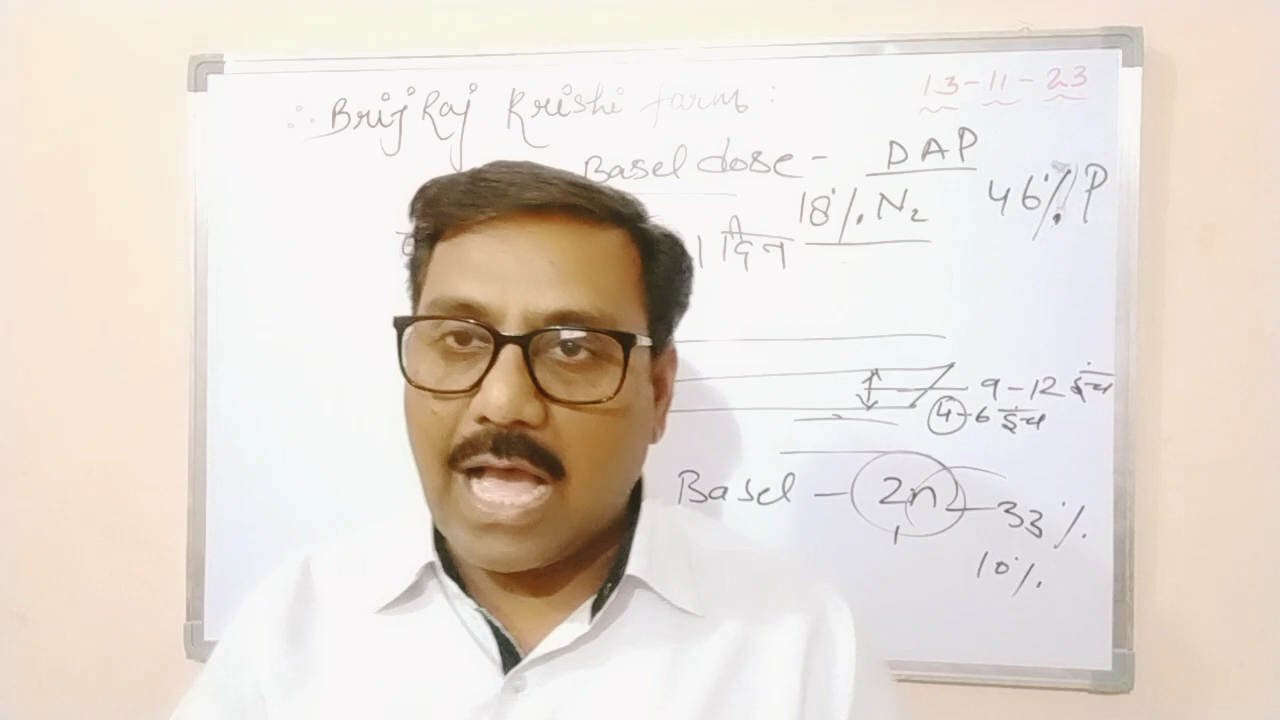 ∴ Brij Raj Krishi farm :
13-11-23
Basel dose - DAP
18% N₂ 46% P
दिन
9-12 इंच
4-6 इंच
Basel - 2n - 33%
10%